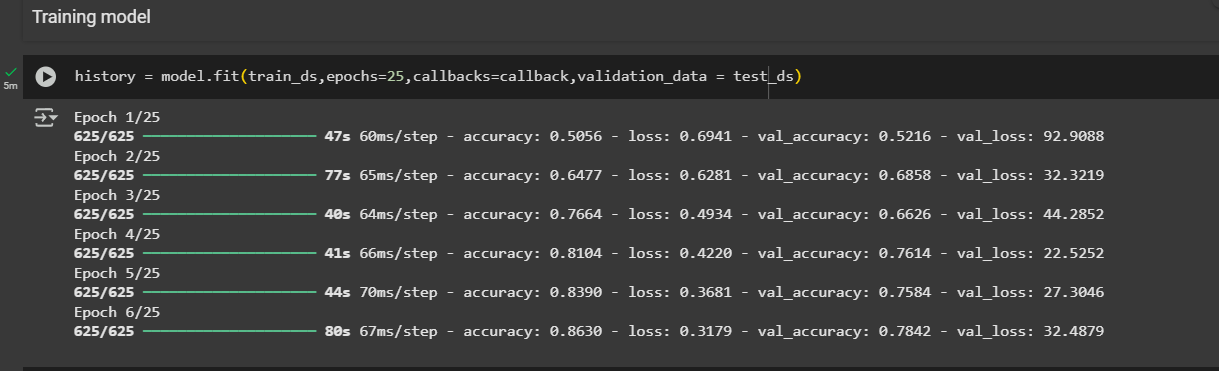 Training model
5m
history = model.fit(train_ds,epochs=25,callbacks=callback,validation_data = test_ds)
Epoch 1/25
625/625 47s 60ms/step - accuracy: 0.5056 - loss: 0.6941 - val_accuracy: 0.5216 - val_loss: 92.9088
Epoch 2/25
625/625 77s 65ms/step - accuracy: 0.6477 - loss: 0.6281 - val_accuracy: 0.6858 - val_loss: 32.3219
Epoch 3/25
625/625 40s 64ms/step - accuracy: 0.7664 - loss: 0.4934 - val_accuracy: 0.6626 - val_loss: 44.2852
Epoch 4/25
625/625 41s 66ms/step - accuracy: 0.8104 - loss: 0.4220 - val_accuracy: 0.7614 - val_loss: 22.5252
Epoch 5/25
625/625 44s 70ms/step - accuracy: 0.8390 - loss: 0.3681 - val_accuracy: 0.7584 - val_loss: 27.3046
Epoch 6/25
625/625 80s 67ms/step - accuracy: 0.8630 - loss: 0.3179 - val_accuracy: 0.7842 - val_loss: 32.4879